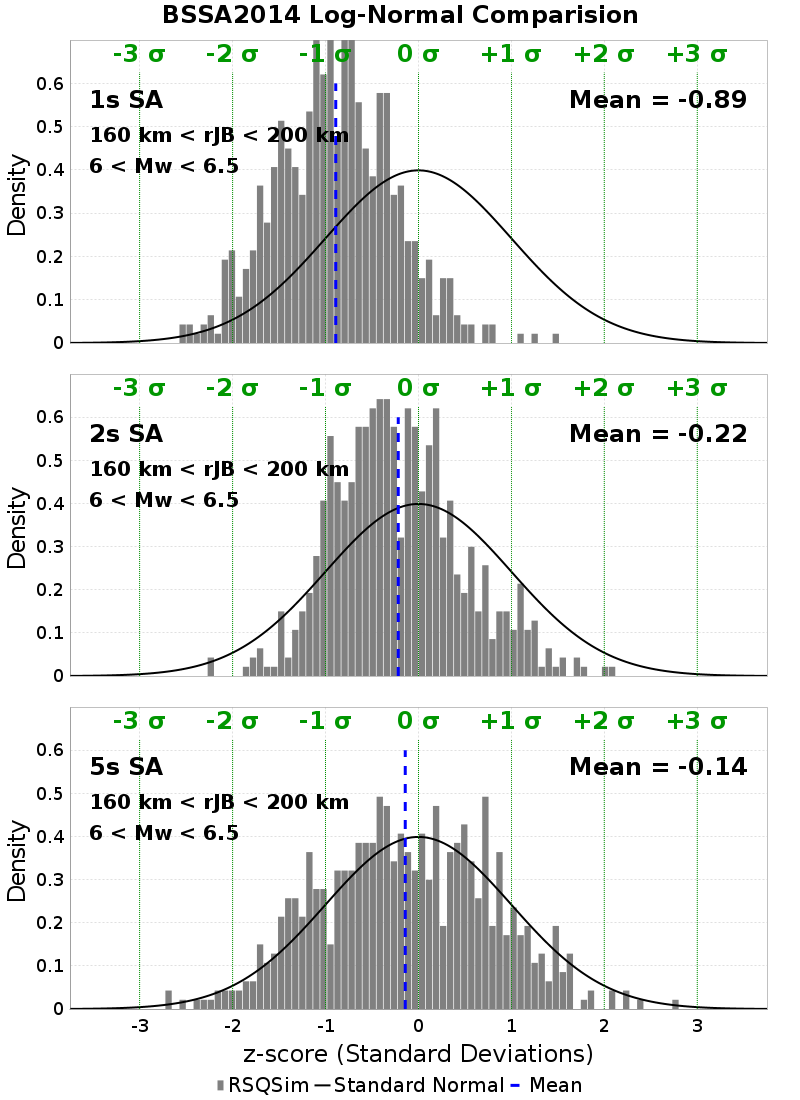 BSSA2014 Log-Normal Comparision
-3 σ -2 σ -1 σ 0 σ +1 σ +2 σ +3 σ
1s SA
Mean = -0.89
160 km < rJB < 200 km
6 < Mw < 6.5
0.6
0.5
0.4
0.3
0.2
0.1
0
Density
-3 σ -2 σ -1 σ 0 σ +1 σ +2 σ +3 σ
2s SA
Mean = -0.22
160 km < rJB < 200 km
6 < Mw < 6.5
0.6
0.5
0.4
0.3
0.2
0.1
0
Density
-3 σ -2 σ -1 σ 0 σ +1 σ +2 σ +3 σ
5s SA
Mean = -0.14
160 km < rJB < 200 km
6 < Mw < 6.5
0.6
0.5
0.4
0.3
0.2
0.1
0
Density
-3 -2 -1 0 1 2 3
z-score (Standard Deviations)
RSQSim Standard Normal Mean